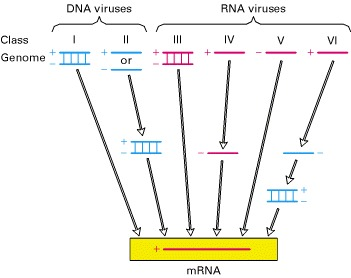 DNA viruses RNA viruses
Class I II III IV V VI
Genome + − + or − + − + − +
+ − − −
+ −
+
mRNA